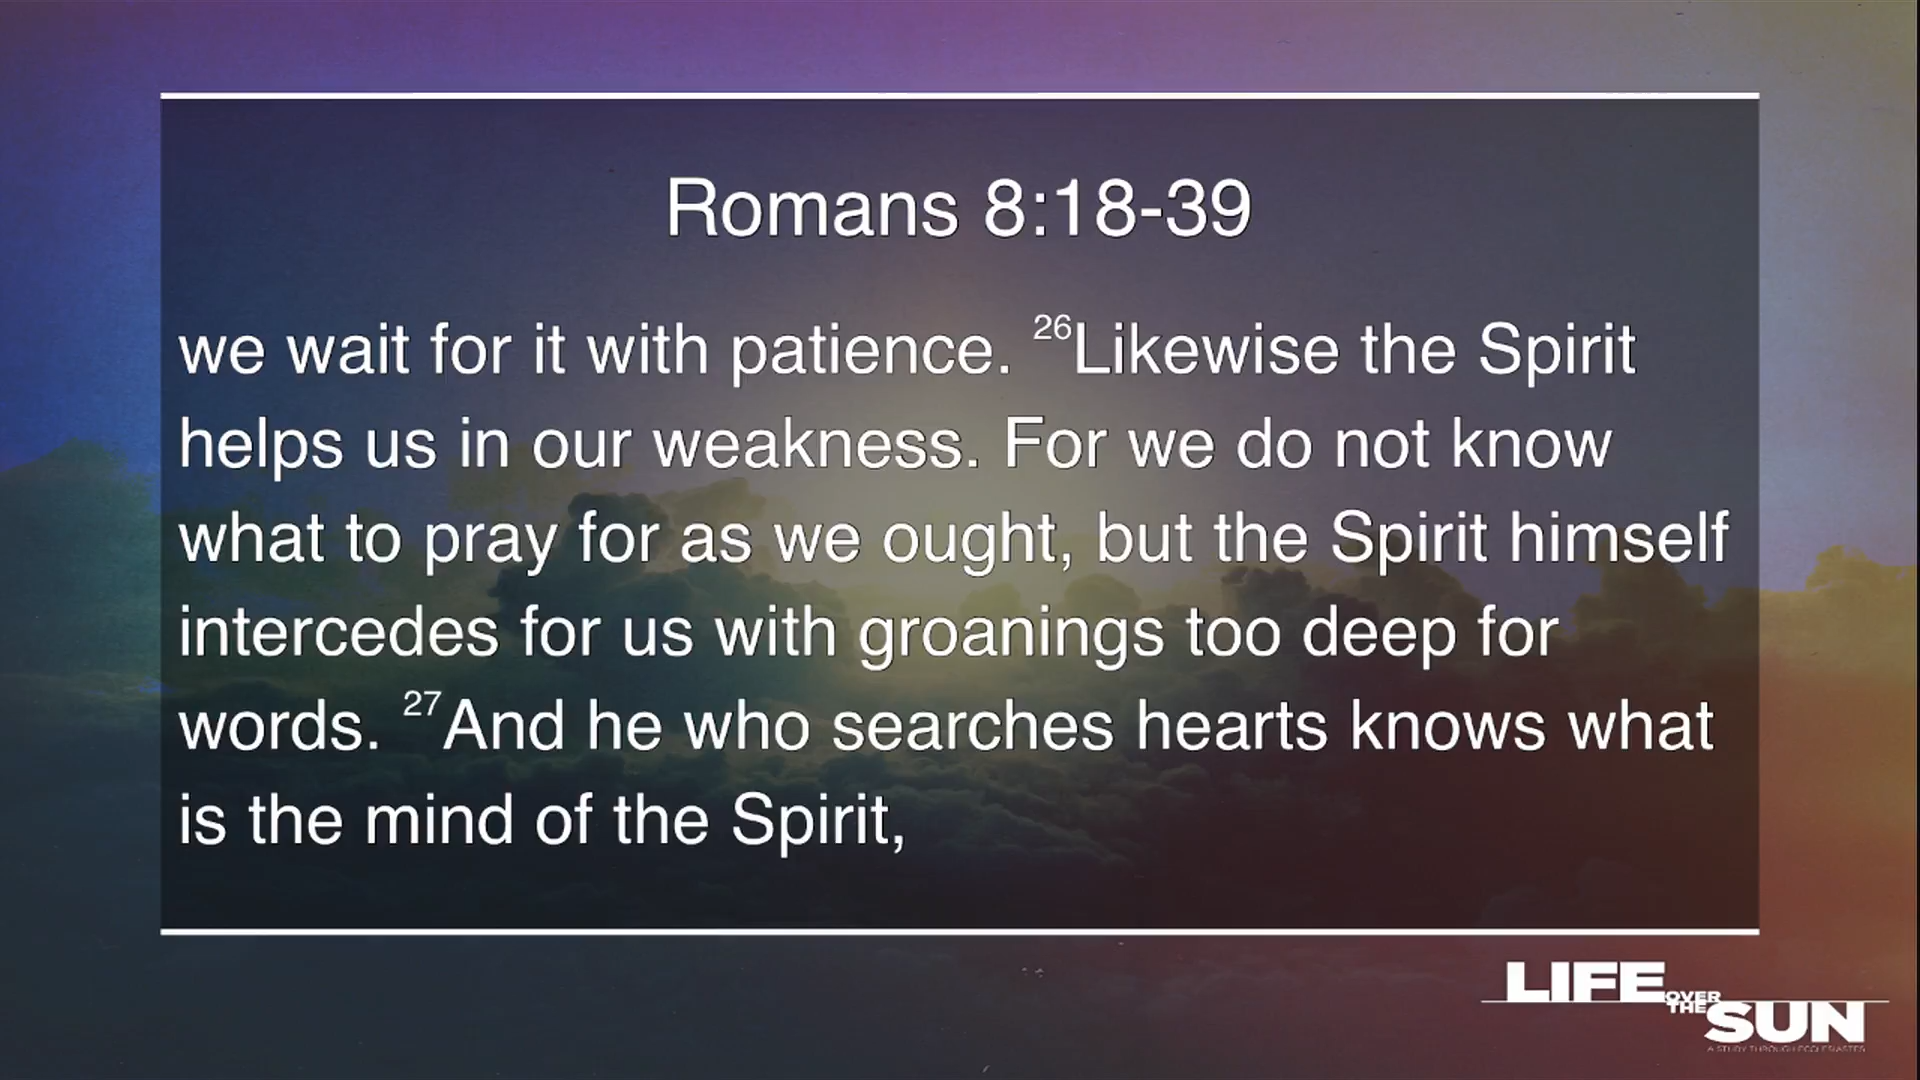 Romans 8:18-39
we wait for it with patience. 26Likewise the Spirit
helps us in our weakness. For we do not know
what to pray for as we ought, but the Spirit himself
intercedes for us with groanings too deep for
words. 27And he who searches hearts knows what
is the mind of the Spirit,
LIFE
OVER
THE
SUN
A STUDY THROUGH ECCLESIASTES